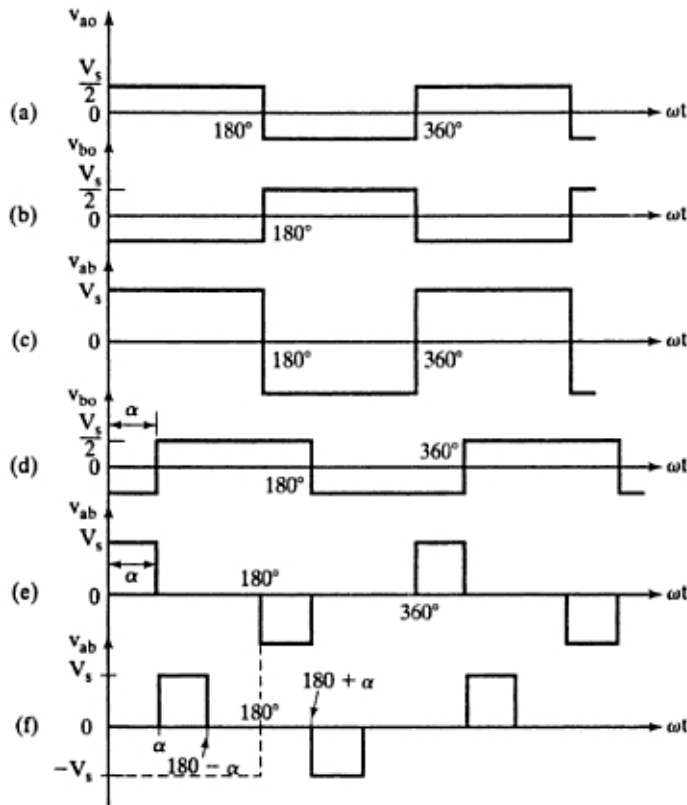 v_ao
V_s
2
(a)
0
ωt
180°
360°
v_bo
V_s
2
(b)
0
ωt
180°
v_ab
V_s
(c)
0
ωt
180°
360°
v_bo
α
V_s
2
360°
(d)
0
ωt
180°
v_ab
V_s
α
180°
(e)
0
ωt
360°
v_ab
V_s
180 + α
180°
(f)
0
ωt
α
180 − α
−V_s